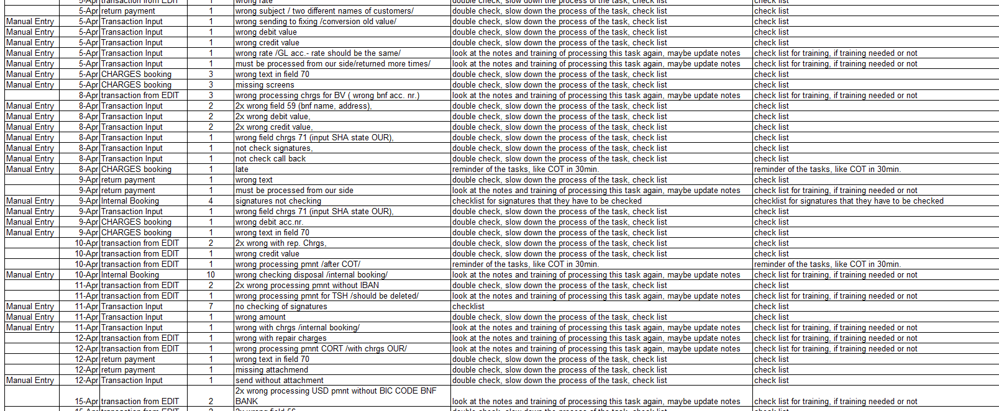 5-Apr transaction from EDIT 1 wrong rate double check, slow down the process of the task, check list check list
5-Apr return payment 1 wrong subject / two different names of customers/ double check, slow down the process of the task, check list check list
Manual Entry 5-Apr Transaction Input 1 wrong sending to fixing /conversion old value/ double check, slow down the process of the task, check list check list
Manual Entry 5-Apr Transaction Input 1 wrong debit value double check, slow down the process of the task, check list check list
Manual Entry 5-Apr Transaction Input 1 wrong credit value double check, slow down the process of the task, check list check list
Manual Entry 5-Apr Transaction Input 1 wrong rate /GL acc.- rate should be the same/ look at the notes and training of processing this task again, maybe update notes check list for training, if training needed or not
Manual Entry 5-Apr Transaction Input 1 must be processed from our side/returned more times/ look at the notes and training of processing this task again, maybe update notes check list for training, if training needed or not
Manual Entry 5-Apr CHARGES booking 3 wrong text in field 70 double check, slow down the process of the task, check list check list
Manual Entry 5-Apr CHARGES booking 3 missing screens double check, slow down the process of the task, check list check list
8-Apr transaction from EDIT 3 wrong processing chrgs for BV ( wrong bnf acc. nr.) look at the notes and training of processing this task again, maybe update notes check list for training, if training needed or not
Manual Entry 8-Apr Transaction Input 2 2x wrong field 59 (bnf name, address), double check, slow down the process of the task, check list check list
Manual Entry 8-Apr Transaction Input 2 2x wrong debit value, double check, slow down the process of the task, check list check list
Manual Entry 8-Apr Transaction Input 2 2x wrong credit value, double check, slow down the process of the task, check list check list
Manual Entry 8-Apr Transaction Input 1 wrong field chrgs 71 (input SHA state OUR), double check, slow down the process of the task, check list check list
Manual Entry 8-Apr Transaction Input 1 not check signatures, double check, slow down the process of the task, check list check list
Manual Entry 8-Apr Transaction Input 1 not check call back double check, slow down the process of the task, check list check list
Manual Entry 8-Apr CHARGES booking 1 late reminder of the tasks, like COT in 30min. reminder of the tasks, like COT in 30min.
9-Apr return payment 1 wrong text double check, slow down the process of the task, check list check list
9-Apr return payment 1 must be processed from our side look at the notes and training of processing this task again, maybe update notes check list for training, if training needed or not
Manual Entry 9-Apr Internal Booking 4 signatures not checking checklist for signatures that they have to be checked checklist for signatures that they have to be checked
Manual Entry 9-Apr Transaction Input 1 wrong field chrgs 71 (input SHA state OUR), double check, slow down the process of the task, check list check list
Manual Entry 9-Apr CHARGES booking 1 wrong debit acc.nr. double check, slow down the process of the task, check list check list
Manual Entry 9-Apr CHARGES booking 1 wrong text in field 70 double check, slow down the process of the task, check list check list
10-Apr transaction from EDIT 2 2x wrong with rep. Chrgs, double check, slow down the process of the task, check list check list
10-Apr transaction from EDIT 1 wrong credit value double check, slow down the process of the task, check list check list
10-Apr transaction from EDIT 1 wrong processing pmnt /after COT/ reminder of the tasks, like COT in 30min. reminder of the tasks, like COT in 30min.
Manual Entry 10-Apr Internal Booking 10 wrong checking disposal /internal booking/ look at the notes and training of processing this task again, maybe update notes check list for training, if training needed or not
11-Apr transaction from EDIT 2 2x wrong processing pmnt without IBAN double check, slow down the process of the task, check list check list
11-Apr transaction from EDIT 1 wrong processing pmnt for TSH /should be deleted/ look at the notes and training of processing this task again, maybe update notes check list for training, if training needed or not
Manual Entry 11-Apr Transaction Input 7 no checking of signatures checklist check list
Manual Entry 11-Apr Transaction Input 1 wrong amount double check, slow down the process of the task, check list check list
Manual Entry 11-Apr Transaction Input 1 wrong with chrgs /internal booking/ look at the notes and training of processing this task again, maybe update notes check list for training, if training needed or not
12-Apr transaction from EDIT 1 wrong with repair charges look at the notes and training of processing this task again, maybe update notes check list for training, if training needed or not
12-Apr transaction from EDIT 1 wrong processing pmnt CORT /with chrgs OUR/ look at the notes and training of processing this task again, maybe update notes check list for training, if training needed or not
12-Apr return payment 1 wrong text in field 70 double check, slow down the process of the task, check list check list
12-Apr return payment 1 missing attachmend double check, slow down the process of the task, check list check list
Manual Entry 12-Apr Transaction Input 1 send without attachment double check, slow down the process of the task, check list check list
2x wrong processing USD pmnt without BIC CODE BNF
15-Apr transaction from EDIT 2 BANK look at the notes and training of processing this task again, maybe update notes check list for training, if training needed or not